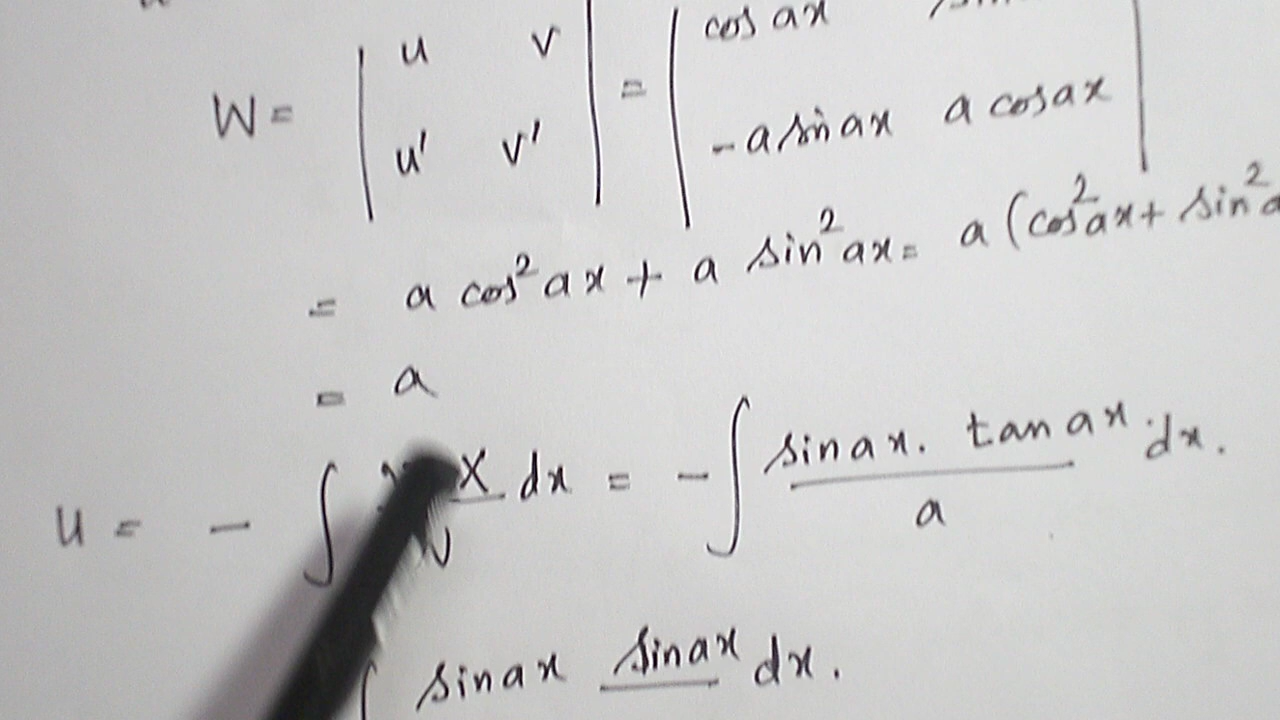 W = | u v | = | cos ax
u' v' -a sin ax a cos ax
= a cos² ax + a sin² ax = a (cos² ax + sin²
= a
u = - ∫ X dx = - ∫ sin ax . tan ax dx .
a
sin ax sin ax dx .